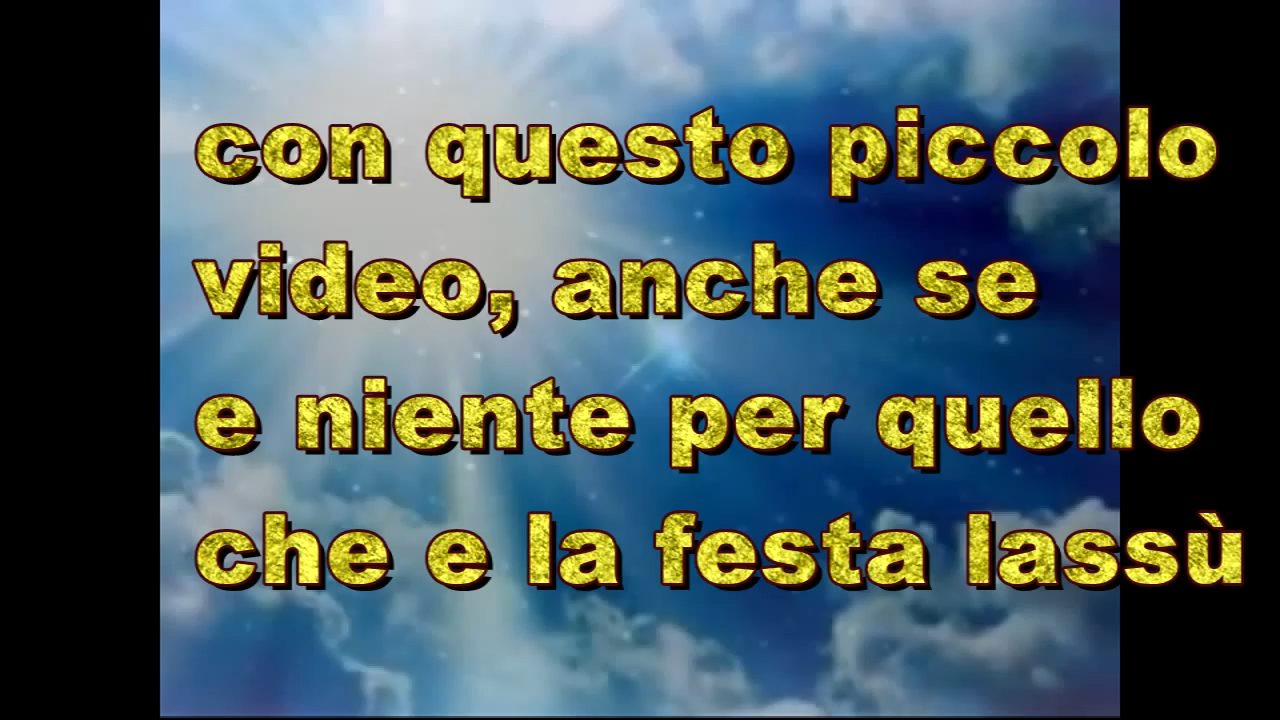 con questo piccolo
video, anche se
e niente per quello
che e la festa lassù